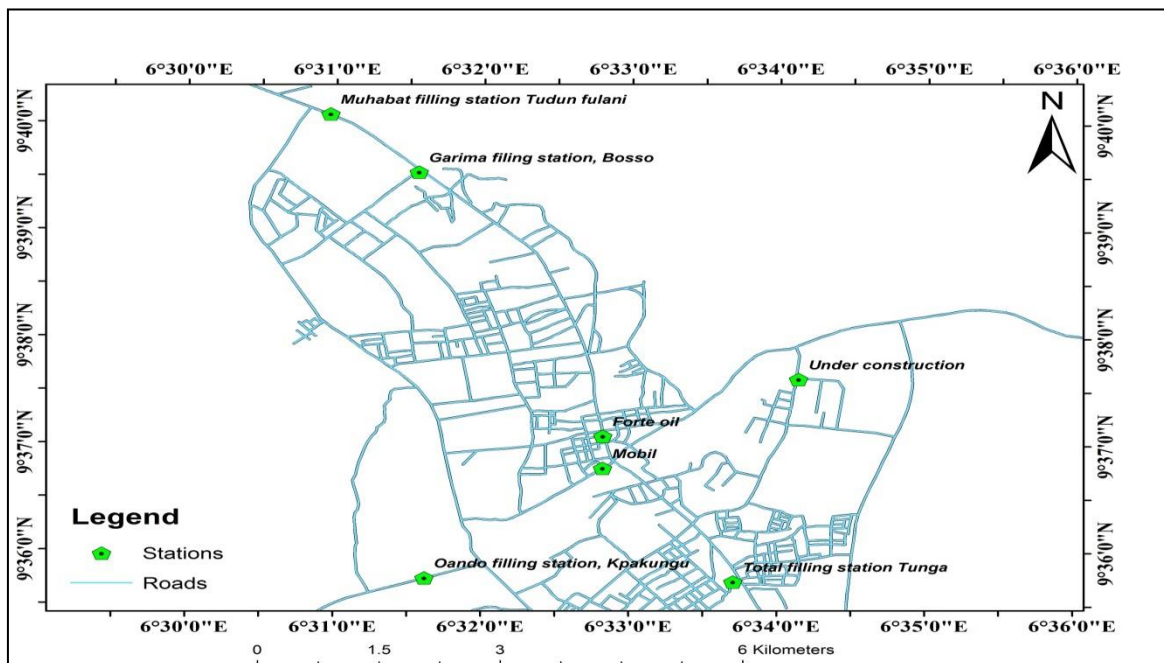 6°30'0"E 6°31'0"E 6°32'0"E 6°33'0"E 6°34'0"E 6°35'0"E 6°36'0"E
N
9°40'0"N
9°39'0"N
9°38'0"N
9°37'0"N
9°36'0"N
Muhabat filling station Tudun fulani
Garima filing station, Bosso
Under construction
Forte oil
Mobil
Oando filling station, Kpakungu
Total filling station Tunga
Legend
Stations
Roads
9°40'0"N
9°39'0"N
9°38'0"N
9°37'0"N
9°36'0"N
6°30'0"E 6°31'0"E 6°32'0"E 6°33'0"E 6°34'0"E 6°35'0"E 6°36'0"E
0 1.5 3 6 Kilometers